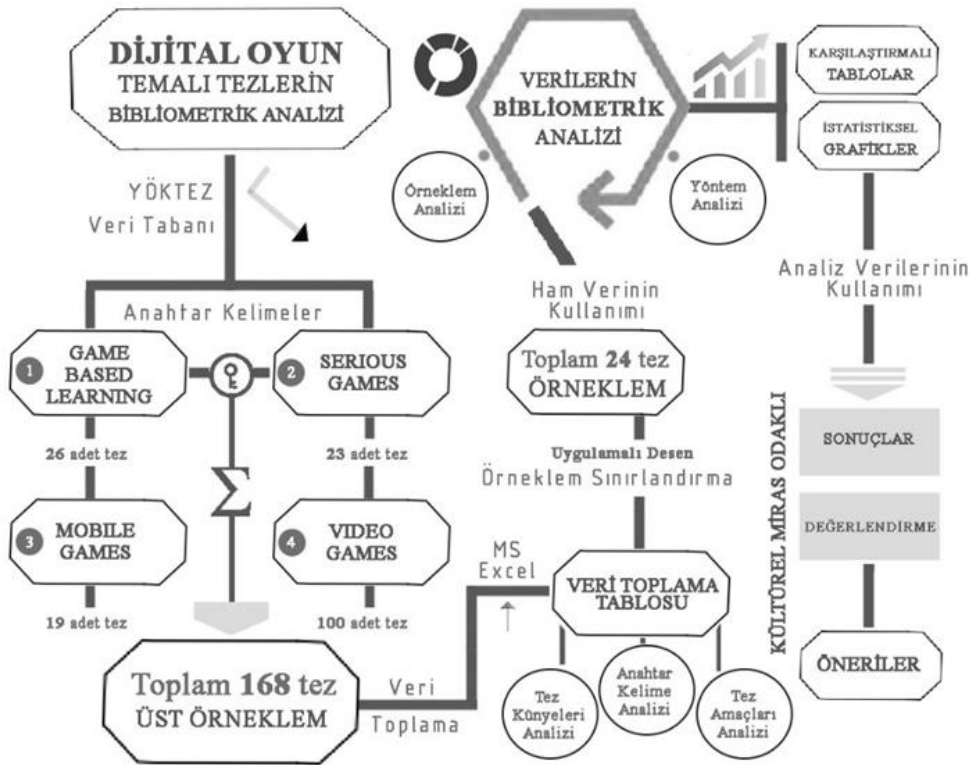 DİJİTAL OYUN
TEMALI TEZLERİN
BİBLİOMETRİK ANALİZİ
YÖKTEZ
Veri Tabanı
Anahtar Kelimeler
1
GAME
BASED
LEARNING
26 adet tez
2
SERIOUS
GAMES
23 adet tez
3
MOBILE
GAMES
19 adet tez
4
VIDEO
GAMES
100 adet tez
Σ
Toplam 168 tez
ÜST ÖRNEKLEM
Veri
Toplama
MS
Excel
VERİ TOPLAMA
TABLOSU
Tez
Künyeleri
Analizi
Anahtar
Kelime
Analizi
Tez
Amaçları
Analizi
Uygulamalı Desen
Örneklem Sınırlandırma
Toplam 24 tez
ÖRNEKLEM
Ham Verinin
Kullanımı
VERİLERİN
BİBLİOMETRİK
ANALİZİ
Örneklem
Analizi
Yöntem
Analizi
KARŞILAŞTIRMALI
TABLOLAR
İSTATİSTİKSEL
GRAFİKLER
Analiz Verilerinin
Kullanımı
KÜLTÜREL MİRAS ODAKLI
SONUÇLAR
DEĞERLENDİRME
ÖNERİLER